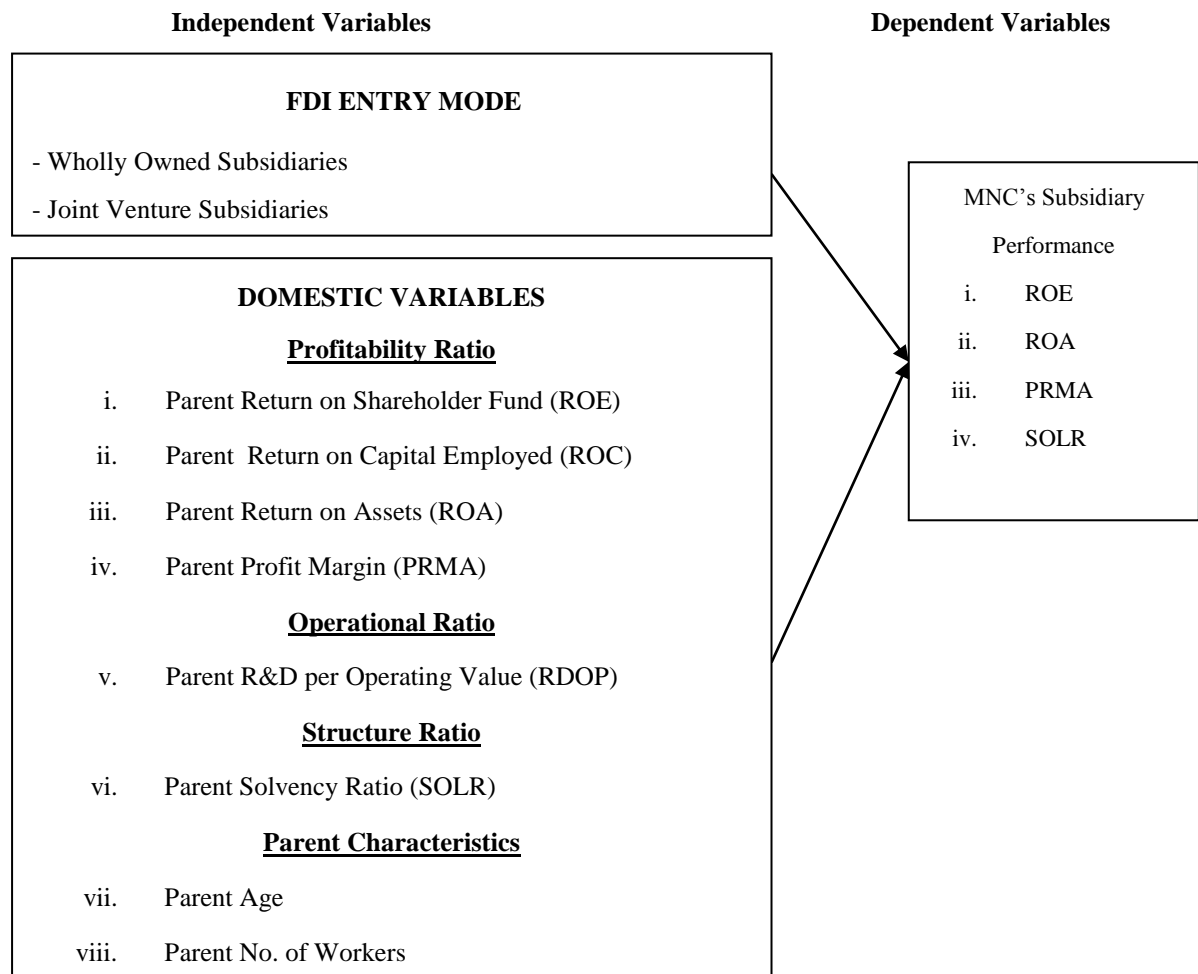 Independent Variables
Dependent Variables
FDI ENTRY MODE
- Wholly Owned Subsidiaries
- Joint Venture Subsidiaries
DOMESTIC VARIABLES
Profitability Ratio
i. Parent Return on Shareholder Fund (ROE)
ii. Parent Return on Capital Employed (ROC)
iii. Parent Return on Assets (ROA)
iv. Parent Profit Margin (PRMA)
Operational Ratio
v. Parent R&D per Operating Value (RDOP)
Structure Ratio
vi. Parent Solvency Ratio (SOLR)
Parent Characteristics
vii. Parent Age
viii. Parent No. of Workers
MNC's Subsidiary
Performance
i. ROE
ii. ROA
iii. PRMA
iv. SOLR